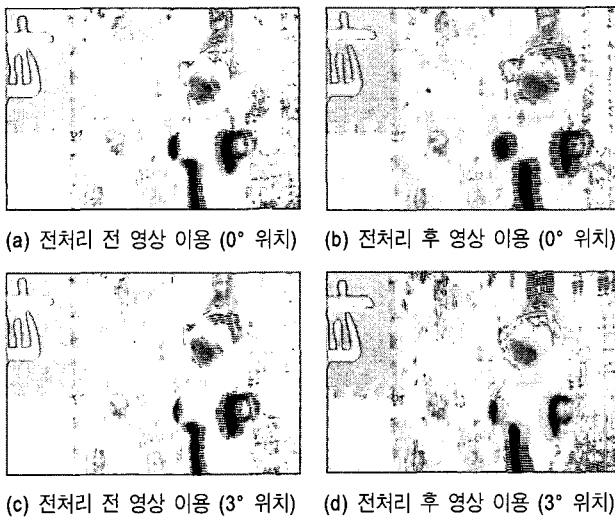 (a) 전처리 전 영상 이용 (0° 위치)
(b) 전처리 후 영상 이용 (0° 위치)
(c) 전처리 전 영상 이용 (3° 위치)
(d) 전처리 후 영상 이용 (3° 위치)